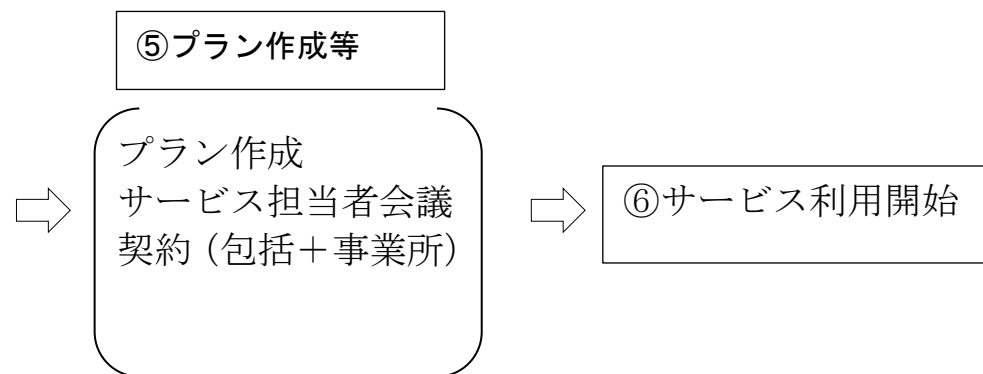 ⑤プラン作成等
プラン作成
サービス担当者会議
契約（包括＋事業所）
⑥サービス利用開始